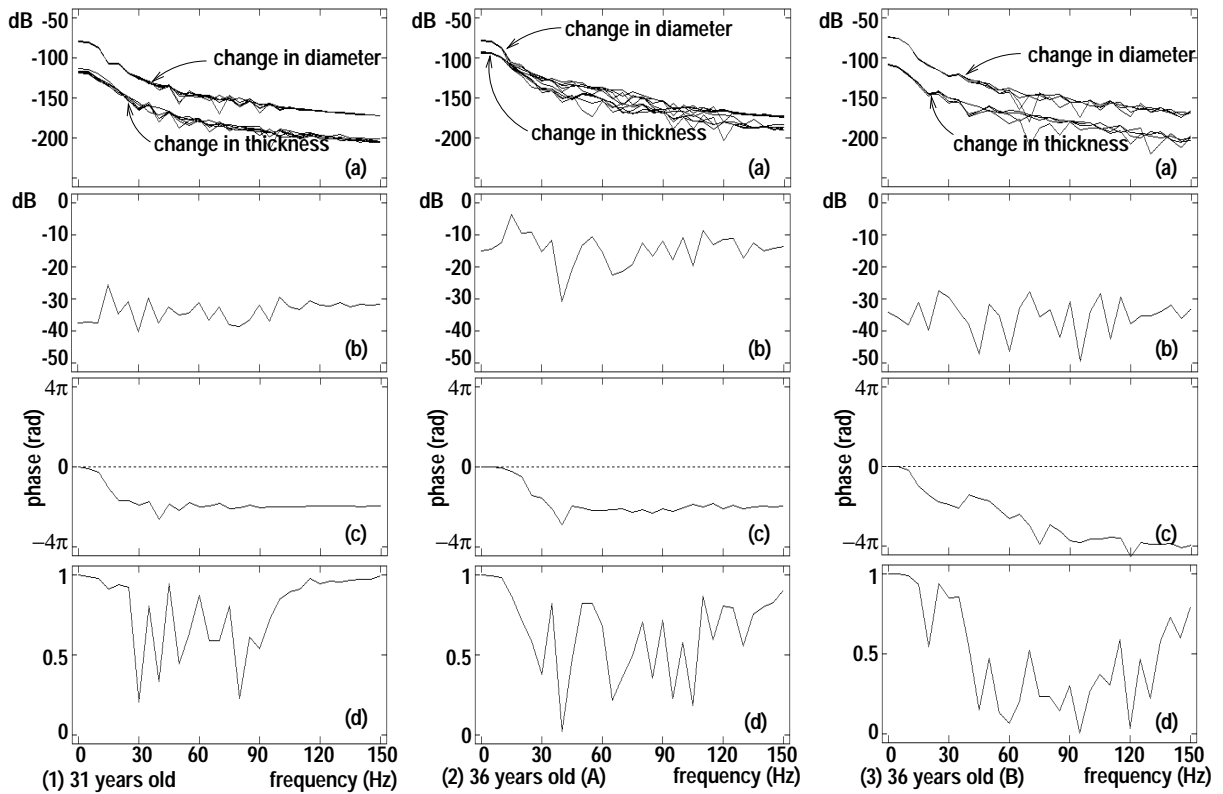 dB -50
-100
-150
-200
change in diameter
change in thickness
(a)
dB 0
-10
-20
-30
-40
-50
(b)
4π
0
−4π
phase (rad)
(c)
1
0.5
0
(d)
0 30 60 90 120 150
(1) 31 years old frequency (Hz)
dB -50
-100
-150
-200
change in diameter
change in thickness
(a)
dB 0
-10
-20
-30
-40
-50
(b)
4π
0
−4π
phase (rad)
(c)
1
0.5
0
(d)
0 30 60 90 120 150
(2) 36 years old (A) frequency (Hz)
dB -50
-100
-150
-200
change in diameter
change in thickness
(a)
dB 0
-10
-20
-30
-40
-50
(b)
4π
0
−4π
phase (rad)
(c)
1
0.5
0
(d)
0 30 60 90 120 150
(3) 36 years old (B) frequency (Hz)